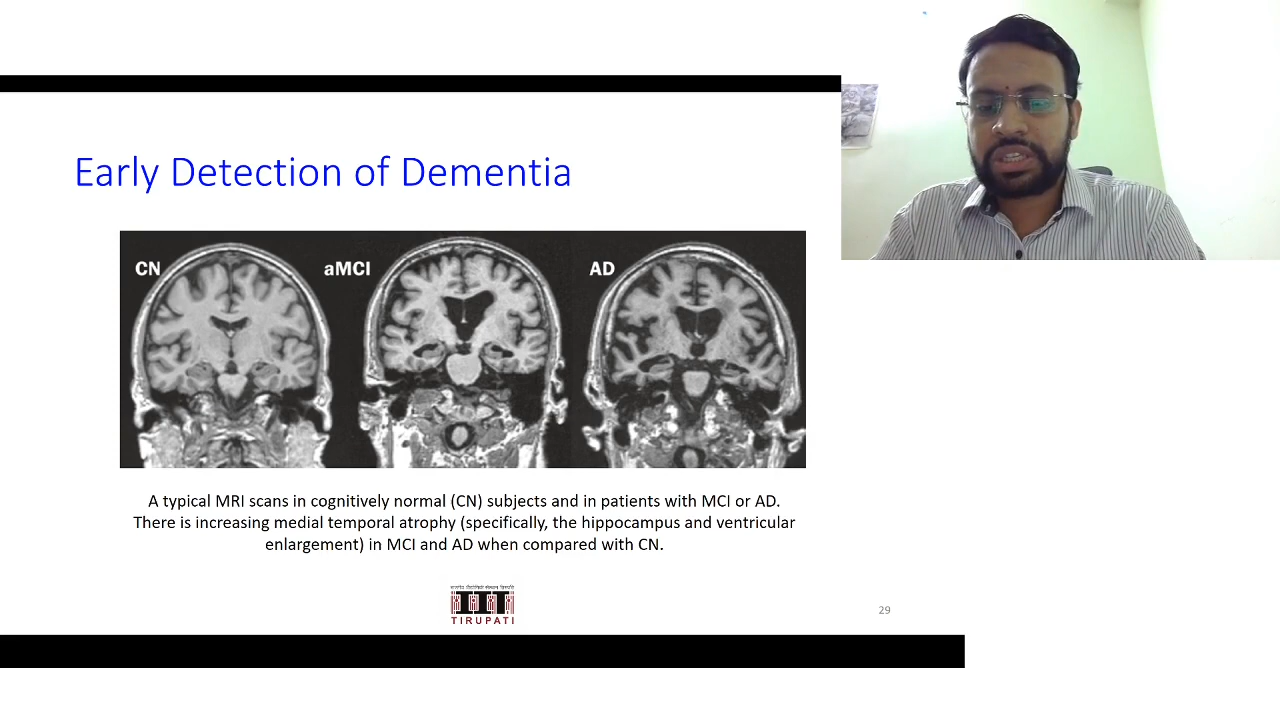 Early Detection of Dementia
CN
aMCI
AD
A typical MRI scans in cognitively normal (CN) subjects and in patients with MCI or AD.
There is increasing medial temporal atrophy (specifically, the hippocampus and ventricular
enlargement) in MCI and AD when compared with CN.
TIRUPATI
29